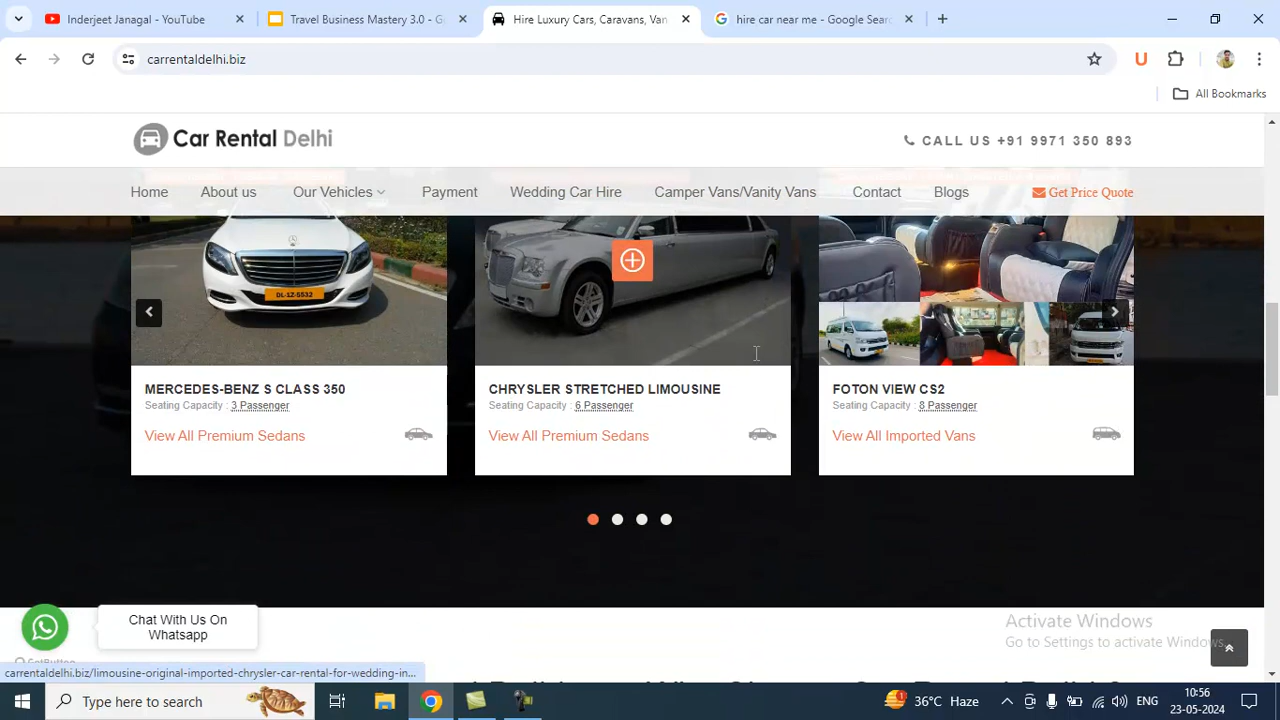 Inderjeet Janagal - YouTube
Travel Business Mastery 3.0 - G
Hire Luxury Cars, Caravans, Van
hire car near me - Google Sear
carrentaldelhi.biz
U
All Bookmarks
Car Rental Delhi
CALL US +91 9971 350 893
Home
About us
Our Vehicles
Payment
Wedding Car Hire
Camper Vans/Vanity Vans
Contact
Blogs
Get Price Quote
DL-1Z-5532
MERCEDES-BENZ S CLASS 350
Seating Capacity : 3 Passenger
View All Premium Sedans
CHRYSLER STRETCHED LIMOUSINE
Seating Capacity : 6 Passenger
View All Premium Sedans
FOTON VIEW CS2
Seating Capacity : 8 Passenger
View All Imported Vans
Chat With Us On
Whatsapp
GetButton
Activate Windows
Go to Settings to activate Windows.
carrentaldelhi.biz/limousine-original-imported-chrysler-car-rental-for-wedding-in...
Type here to search
1
36°C Haze
ENG
10:56
23-05-2024